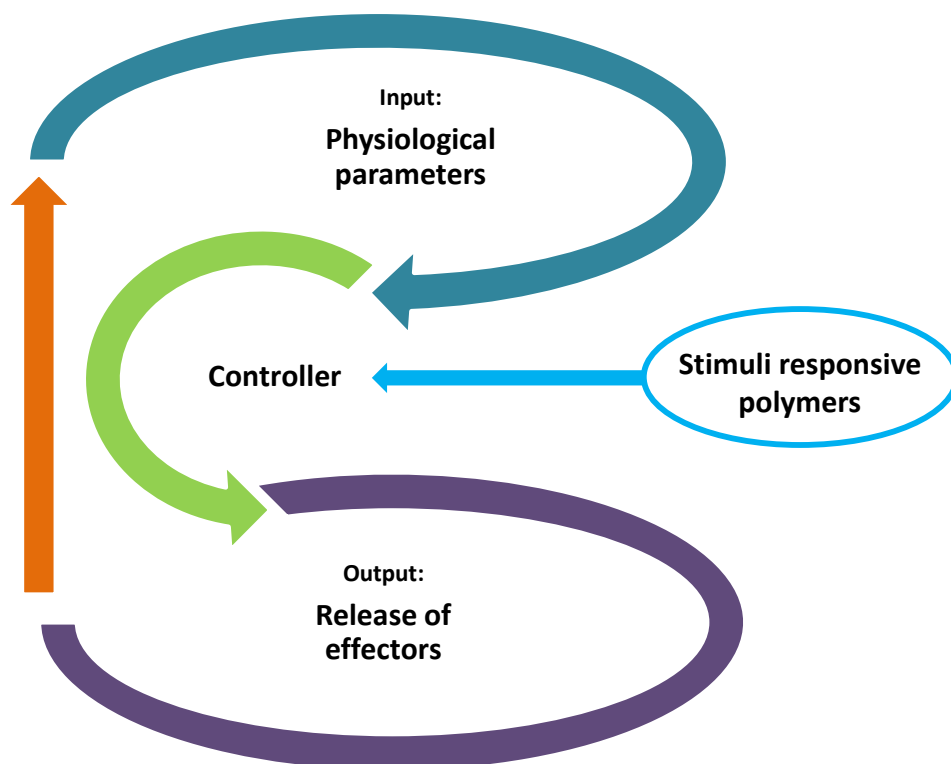 Input:
Physiological
parameters
Controller
Stimuli responsive
polymers
Output:
Release of
effectors